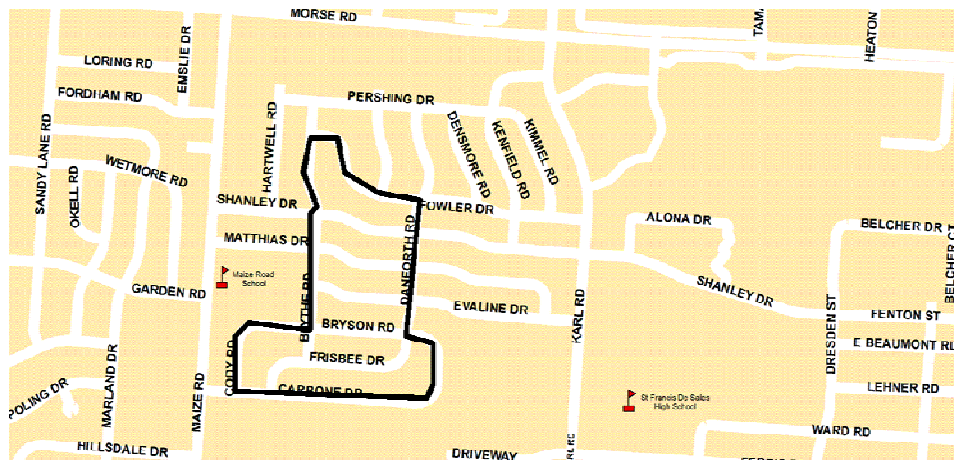 MORSE RD
TAM
HEATON
LORING RD
EMSLIE DR
FORDHAM RD
PERSHING DR
HARTWELL RD
DENSMORE RD
KENFIELD RD
KIMMEL RD
SANDY LANE RD
WETMORE RD
OKELL RD
SHANLEY DR
FOWLER DR
ALONA DR
BELCHER DR
BELCHER CT
MATTHIAS DR
DANFORTH RD
Maize Road
School
GARDEN RD
BLYTHE RD
EVALINE DR
SHANLEY DR
KARL RD
DRESDEN ST
FENTON ST
BRYSON RD
E BEAUMONT RD
FRISBEE DR
CODY RD
MARLAND DR
MAIZE RD
CARBONE DR
LEHNER RD
POLING DR
St Francis De Sales
High School
WARD RD
HILLSDALE DR
DRIVEWAY